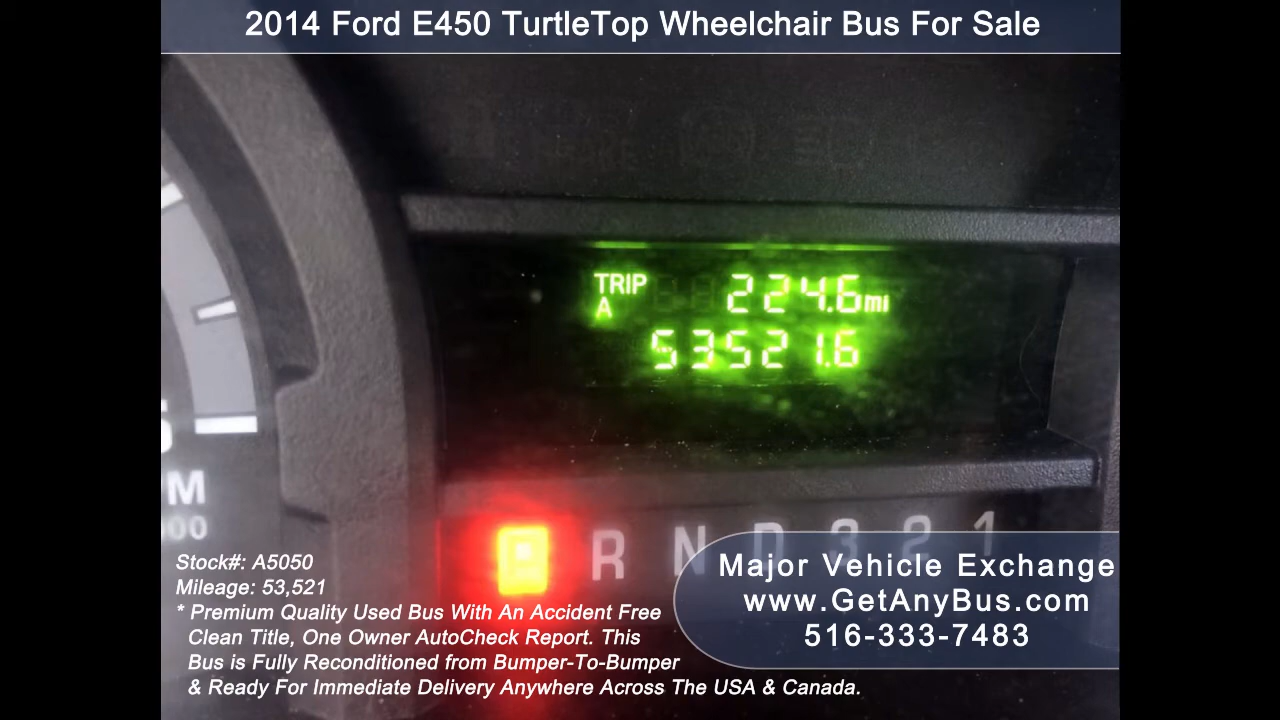 2014 Ford E450 TurtleTop Wheelchair Bus For Sale
TRIP
A
224.6mi
53521.6
P R N D 3 2 1
M
000
Stock#: A5050
Mileage: 53,521
* Premium Quality Used Bus With An Accident Free
Clean Title, One Owner AutoCheck Report. This
Bus is Fully Reconditioned from Bumper-To-Bumper
& Ready For Immediate Delivery Anywhere Across The USA & Canada.
Major Vehicle Exchange
www.GetAnyBus.com
516-333-7483